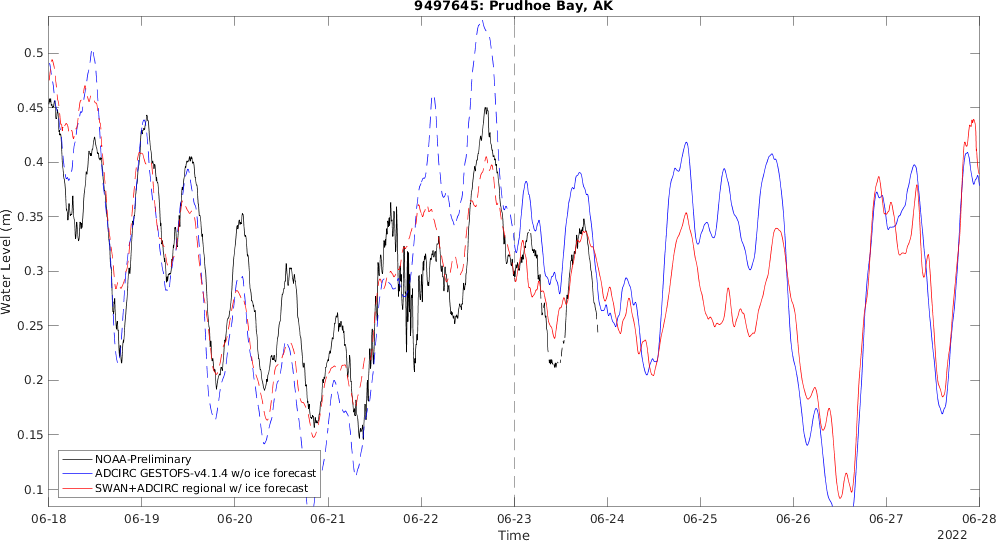 9497645: Prudhoe Bay, AK
Water Level (m)
0.5
0.45
0.4
0.35
0.3
0.25
0.2
0.15
0.1
NOAA-Preliminary
ADCIRC GESTOFS-v4.1.4 w/o ice forecast
SWAN+ADCIRC regional w/ ice forecast
06-18 06-19 06-20 06-21 06-22 06-23 06-24 06-25 06-26 06-27 06-28
Time
2022